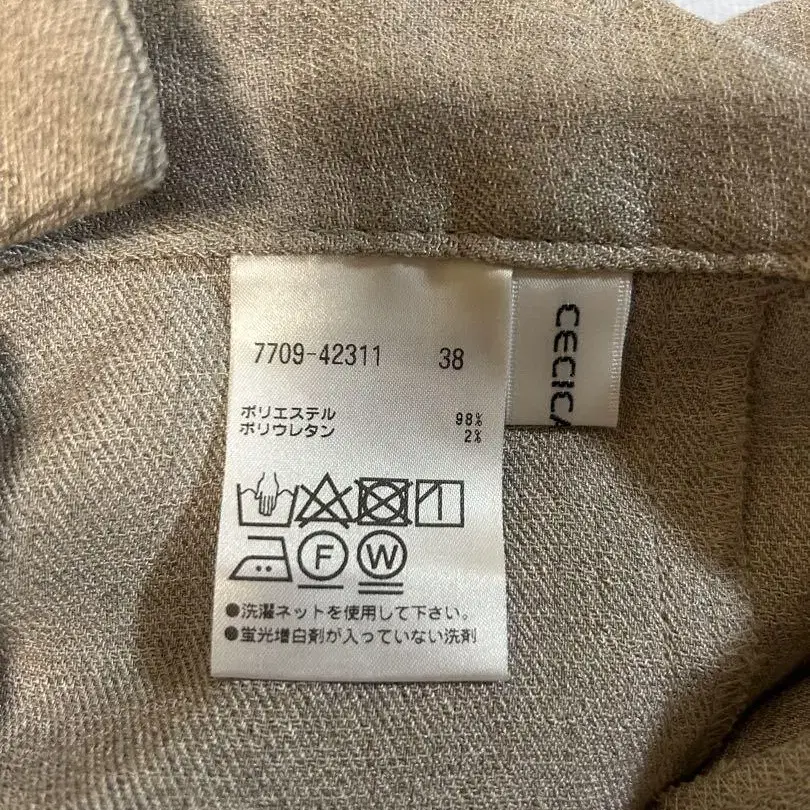 7709-42311 38
CECICA
ポリエステル 98%
ポリウレタン 2%
F W
●洗濯ネットを使用して下さい。
●蛍光増白剤が入っていない洗剤